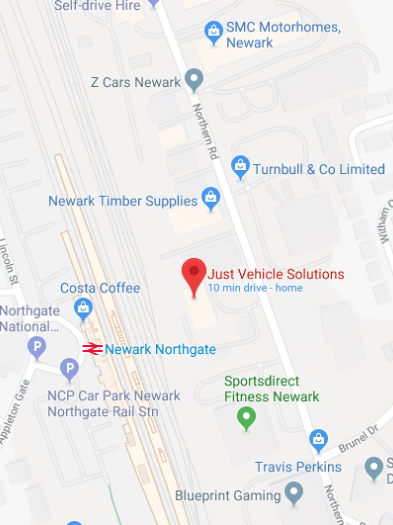 Self-drive Hire
SMC Motorhomes,
Newark
Z Cars Newark
Northern Rd
Turnbull & Co Limited
Newark Timber Supplies
Witham C
Lincoln St
Just Vehicle Solutions
10 min drive - home
Costa Coffee
Northgate
National...
P
Newark Northgate
P
NCP Car Park Newark
Northgate Rail Stn
Appleton Gate
Sportsdirect
Fitness Newark
Brunel Dr
Travis Perkins
S
D
Blueprint Gaming
Northern